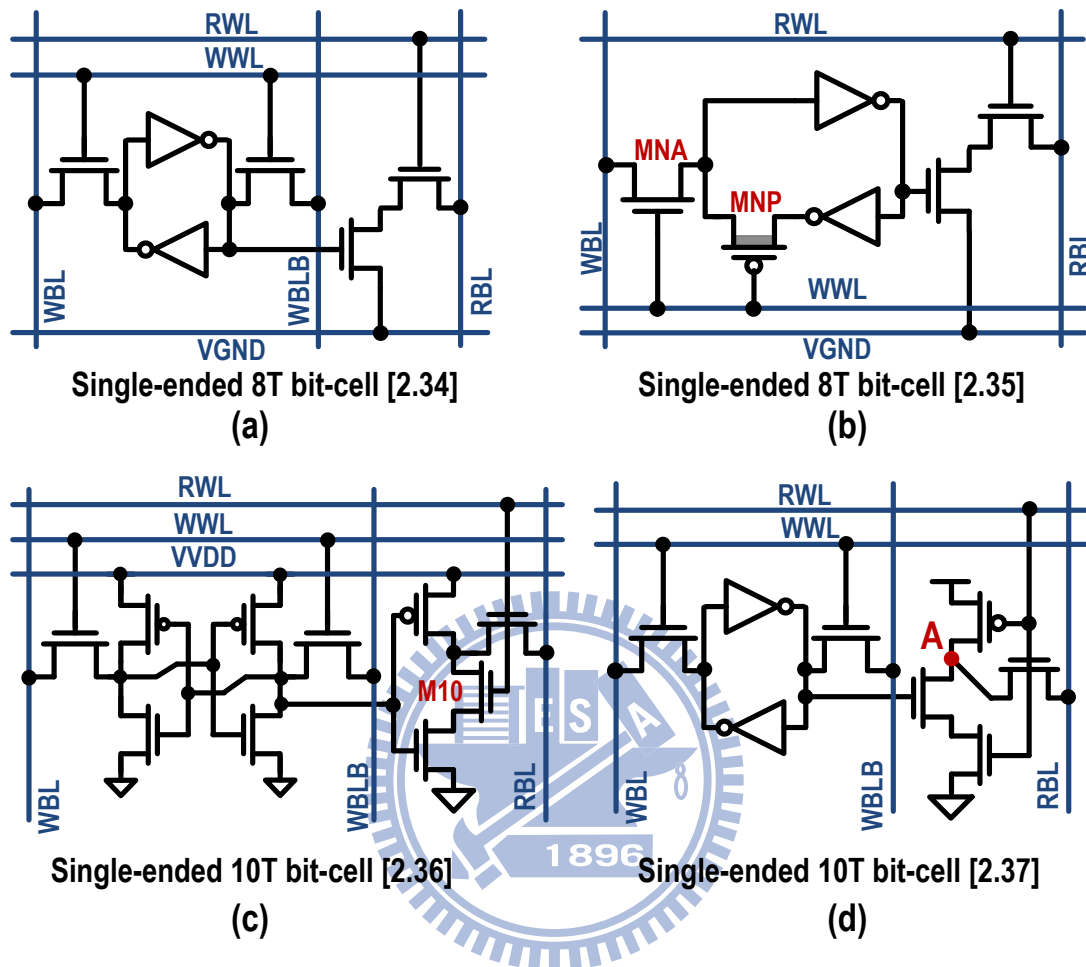 RWL
WWL
WBL
WBLB
RBL
VGND
Single-ended 8T bit-cell [2.34]
(a)
RWL
MNA
MNP
WBL
RBL
WWL
VGND
Single-ended 8T bit-cell [2.35]
(b)
RWL
WWL
VVDD
M10
WBL
WBLB
RBL
Single-ended 10T bit-cell [2.36]
(c)
RWL
WWL
A
WBL
WBLB
RBL
Single-ended 10T bit-cell [2.37]
(d)
E S A
8
1896